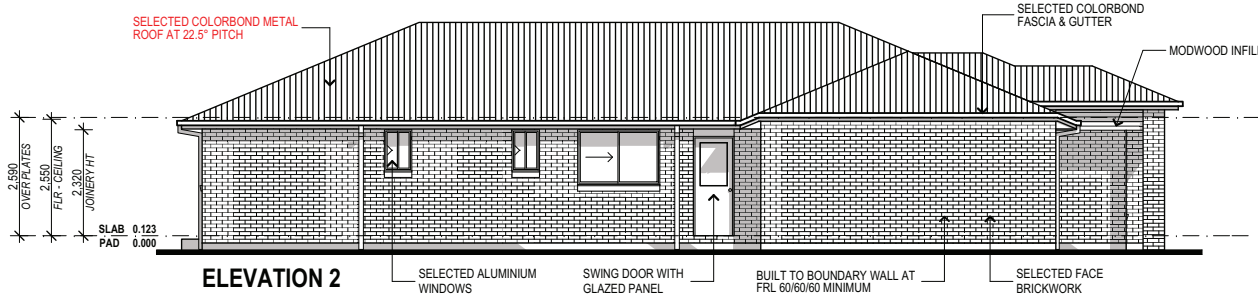 SELECTED COLORBOND METAL
ROOF AT 22.5° PITCH
SELECTED COLORBOND
FASCIA & GUTTER
MODWOOD INFILL
2,590
OVER PLATES
2,550
FLR - CEILING
2,320
JOINERY HT
SLAB 0.123
PAD 0.000
ELEVATION 2
SELECTED ALUMINIUM
WINDOWS
SWING DOOR WITH
GLAZED PANEL
BUILT TO BOUNDARY WALL AT
FRL 60/60/60 MINIMUM
SELECTED FACE
BRICKWORK